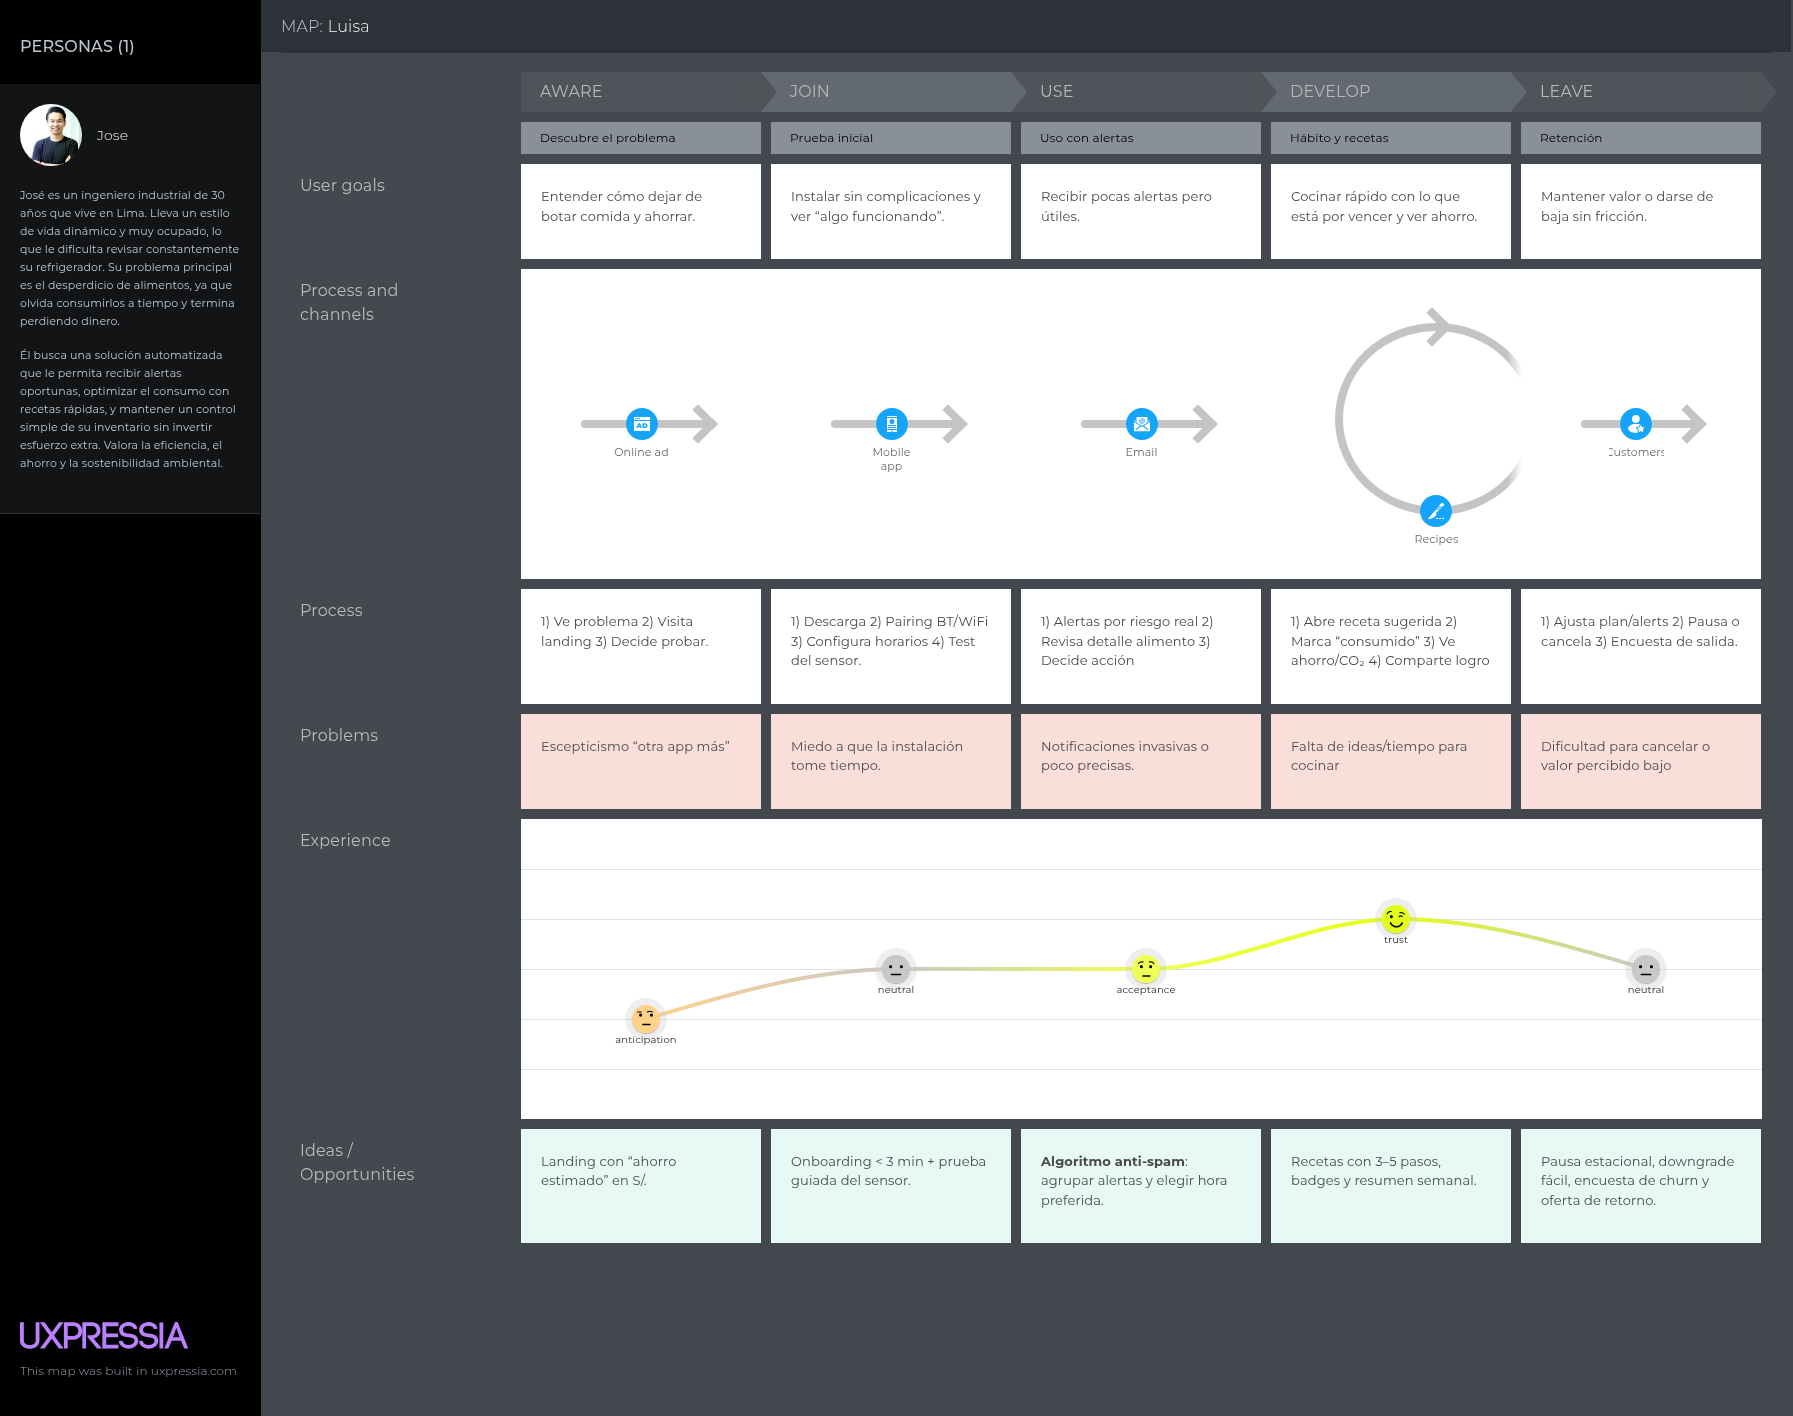 PERSONAS (1)
Jose
José es un ingeniero industrial de 30
años que vive en Lima. Lleva un estilo
de vida dinámico y muy ocupado, lo
que le dificulta revisar constantemente
su refrigerador. Su problema principal
es el desperdicio de alimentos, ya que
olvida consumirlos a tiempo y termina
perdiendo dinero.
Él busca una solución automatizada
que le permita recibir alertas
oportunas, optimizar el consumo con
recetas rápidas, y mantener un control
simple de su inventario sin invertir
esfuerzo extra. Valora la eficiencia, el
ahorro y la sostenibilidad ambiental.
UXPRESSIA
This map was built in uxpressia.com
MAP: Luisa
AWARE
JOIN
USE
DEVELOP
LEAVE
Descubre el problema
Prueba inicial
Uso con alertas
Hábito y recetas
Retención
User goals
Entender cómo dejar de
botar comida y ahorrar.
Instalar sin complicaciones y
ver “algo funcionando”.
Recibir pocas alertas pero
útiles.
Cocinar rápido con lo que
está por vencer y ver ahorro.
Mantener valor o darse de
baja sin fricción.
Process and
channels
AD
Online ad
Mobile
app
Email
Recipes
Customers
Process
1) Ve problema 2) Visita
landing 3) Decide probar.
1) Descarga 2) Pairing BT/WiFi
3) Configura horarios 4) Test
del sensor.
1) Alertas por riesgo real 2)
Revisa detalle alimento 3)
Decide acción
1) Abre receta sugerida 2)
Marca “consumido” 3) Ve
ahorro/CO₂ 4) Comparte logro
1) Ajusta plan/alerts 2) Pausa o
cancela 3) Encuesta de salida.
Problems
Escepticismo “otra app más”
Miedo a que la instalación
tome tiempo.
Notificaciones invasivas o
poco precisas.
Falta de ideas/tiempo para
cocinar
Dificultad para cancelar o
valor percibido bajo
Experience
anticipation
neutral
acceptance
trust
neutral
Ideas /
Opportunities
Landing con “ahorro
estimado” en S/.
Onboarding < 3 min + prueba
guiada del sensor.
Algoritmo anti-spam:
agrupar alertas y elegir hora
preferida.
Recetas con 3–5 pasos,
badges y resumen semanal.
Pausa estacional, downgrade
fácil, encuesta de churn y
oferta de retorno.